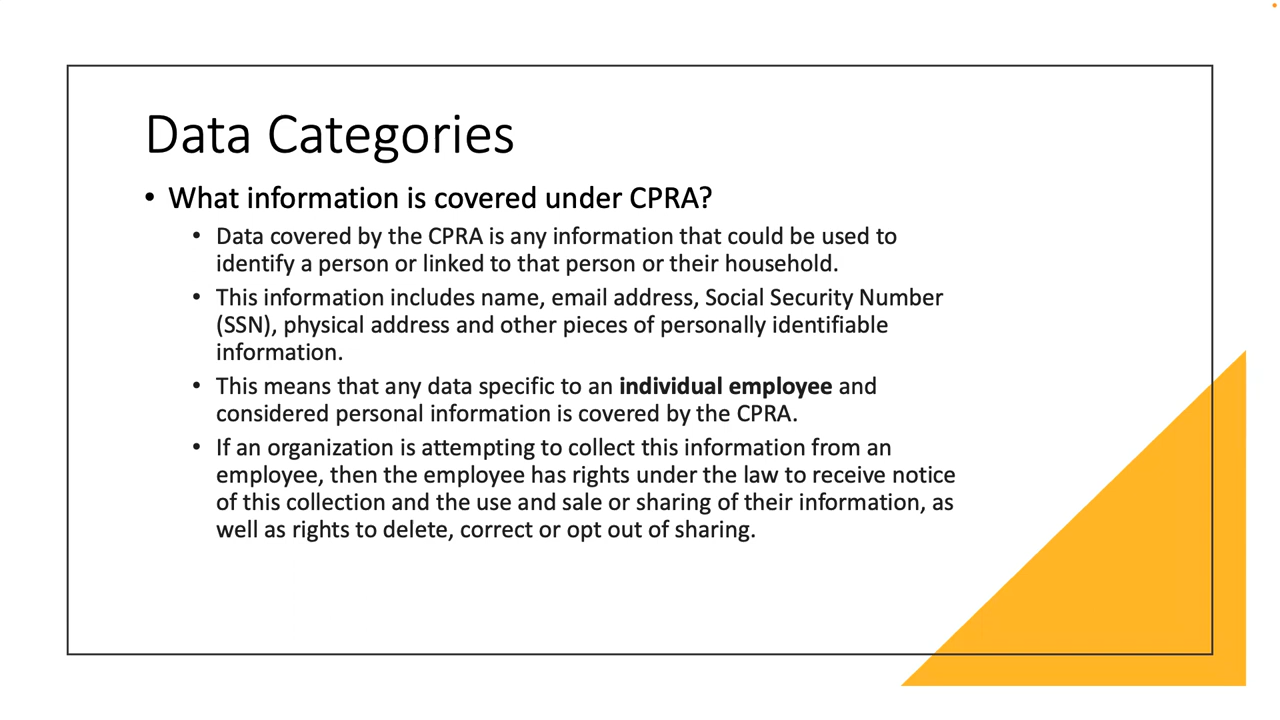 Data Categories
• What information is covered under CPRA?
• Data covered by the CPRA is any information that could be used to
identify a person or linked to that person or their household.
• This information includes name, email address, Social Security Number
(SSN), physical address and other pieces of personally identifiable
information.
• This means that any data specific to an individual employee and
considered personal information is covered by the CPRA.
• If an organization is attempting to collect this information from an
employee, then the employee has rights under the law to receive notice
of this collection and the use and sale or sharing of their information, as
well as rights to delete, correct or opt out of sharing.